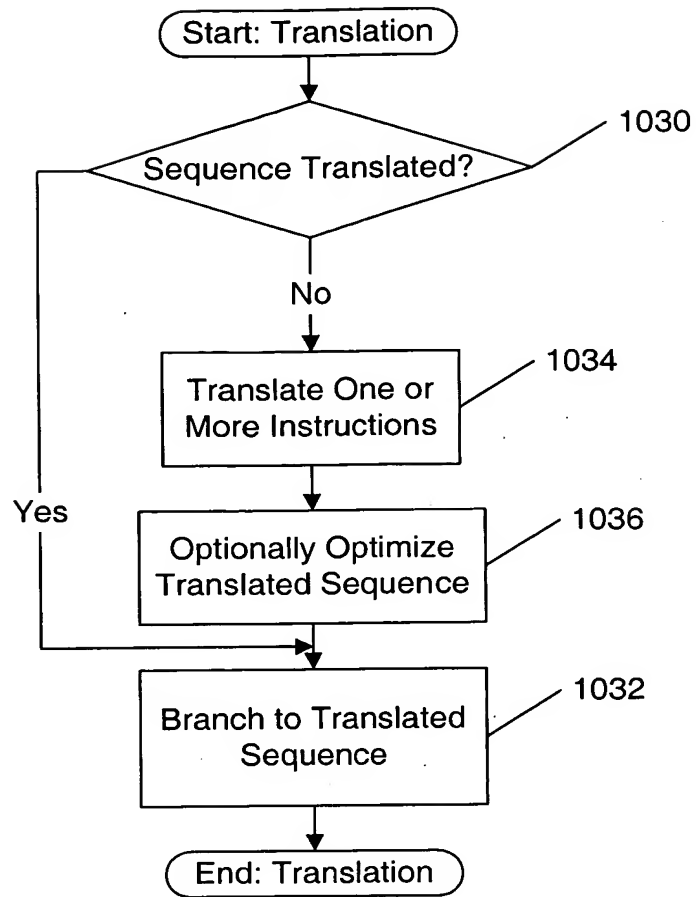 Start: Translation
1030
Sequence Translated?
No
1034
Translate One or
More Instructions
Yes
1036
Optionally Optimize
Translated Sequence
1032
Branch to Translated
Sequence
End: Translation